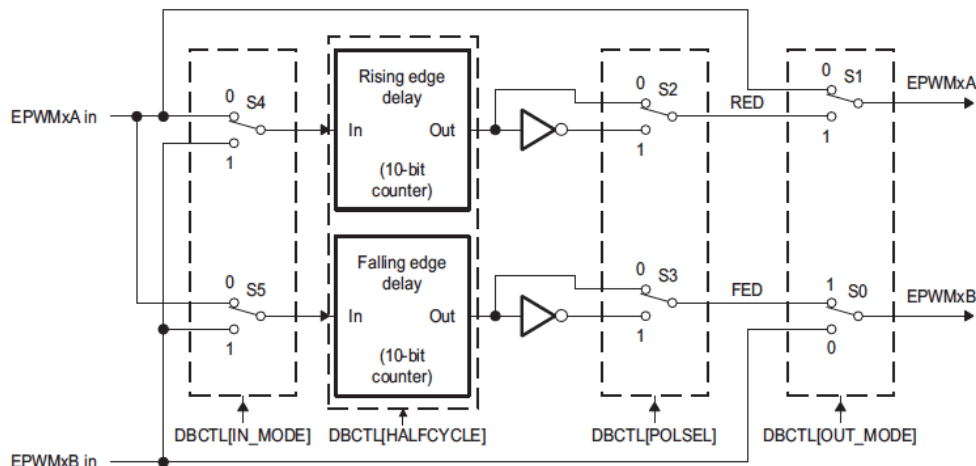 EPWMxA in
0
S4
1
Rising edge
delay
In
Out
(10-bit
counter)
0
S2
1
RED
0
S1
1
EPWMxA
0
S5
1
Falling edge
delay
In
Out
(10-bit
counter)
0
S3
1
FED
1
S0
0
EPWMxB
DBCTL[IN_MODE]
DBCTL[HALFCYCLE]
DBCTL[POLSEL]
DBCTL[OUT_MODE]
EPWMxB in